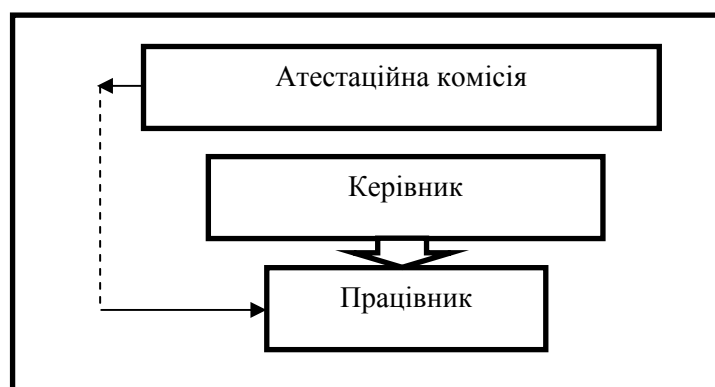 Атестаційна комісія
Керівник
Працівник